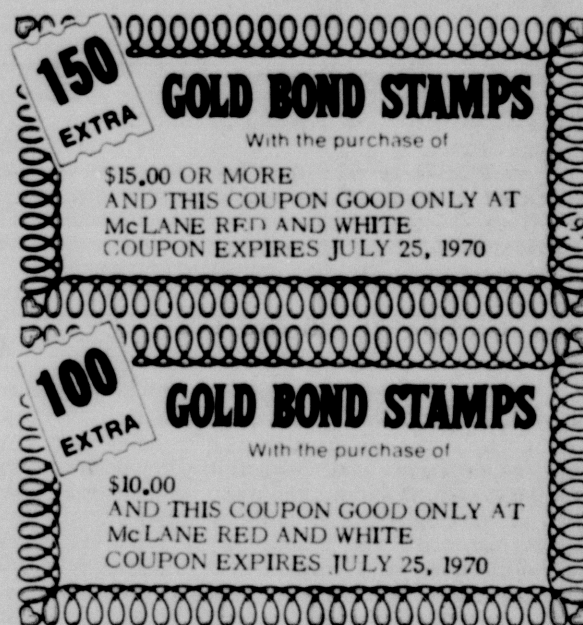 150
EXTRA
GOLD BOND STAMPS
With the purchase of
$15.00 OR MORE
AND THIS COUPON GOOD ONLY AT
McLANE RED AND WHITE
COUPON EXPIRES JULY 25, 1970
100
EXTRA
GOLD BOND STAMPS
With the purchase of
$10.00
AND THIS COUPON GOOD ONLY AT
McLANE RED AND WHITE
COUPON EXPIRES JULY 25, 1970